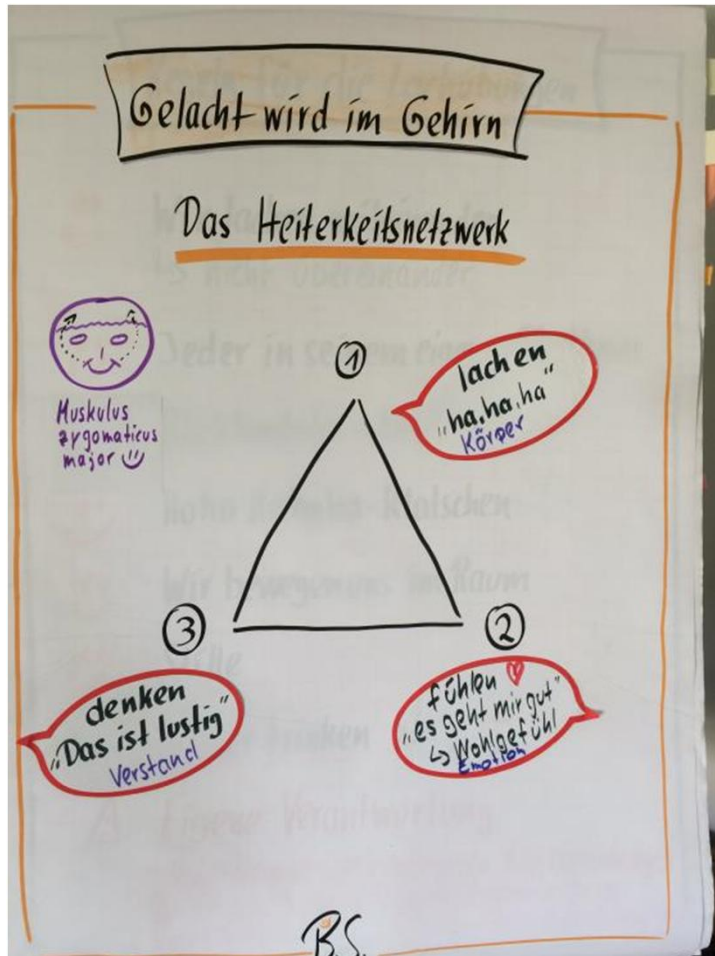 Gelacht wird im Gehirn
Das Heiterkeitsnetzwerk
Muskulus
zygomaticus
major
1
lachen
„ha, ha, ha"
Körper
3
2
denken
„Das ist lustig"
Verstand
fühlen
„es geht mir gut"
↳ Wohlgefühl
Emotion
B.S.